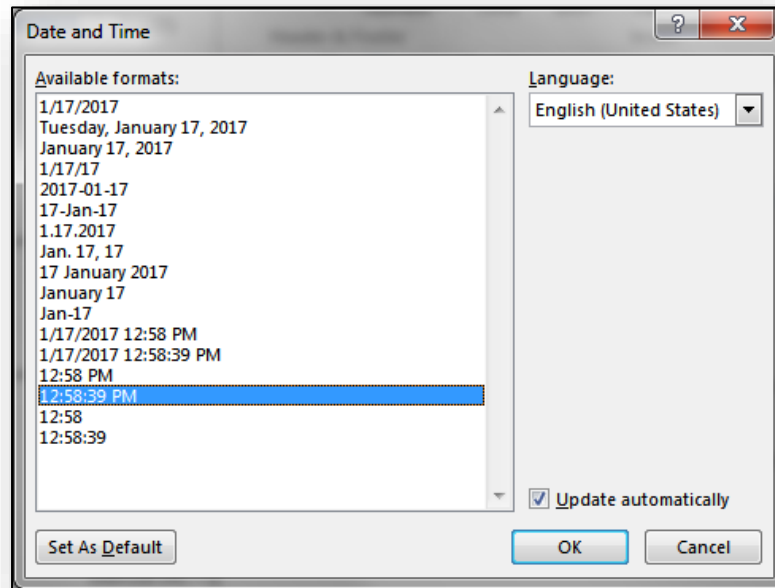 Date and Time
?
X
Available formats:
1/17/2017
Tuesday, January 17, 2017
January 17, 2017
1/17/17
2017-01-17
17-Jan-17
1.17.2017
Jan. 17, 17
17 January 2017
January 17
Jan-17
1/17/2017 12:58 PM
1/17/2017 12:58:39 PM
12:58 PM
12:58:39 PM
12:58
12:58:39
Language:
English (United States)
Update automatically
Set As Default
OK
Cancel